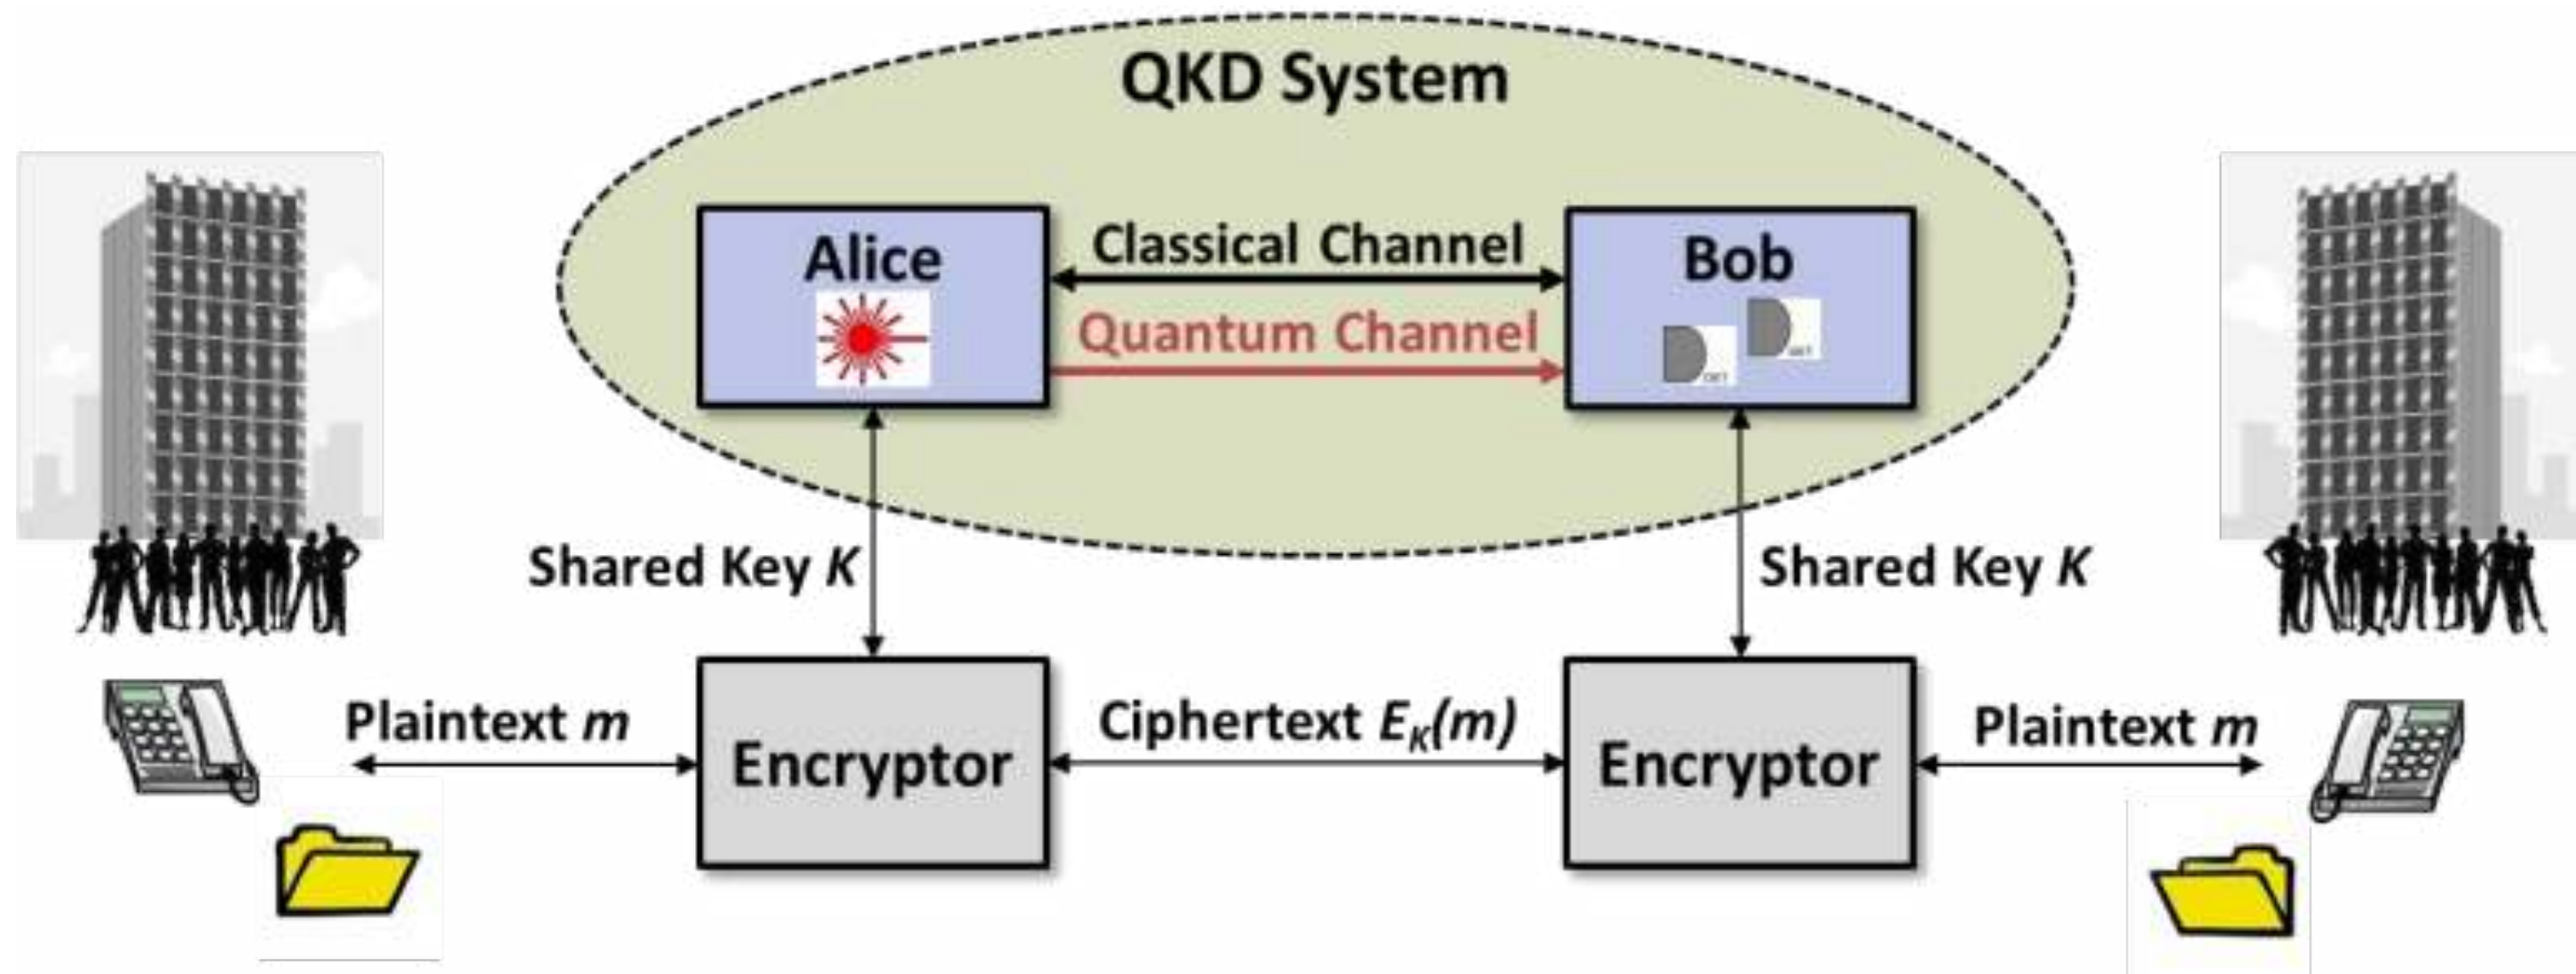 QKD System
Alice
Classical Channel
Bob
Quantum Channel
Shared Key K
Shared Key K
Plaintext m
Ciphertext EK(m)
Plaintext m
Encryptor
Encryptor